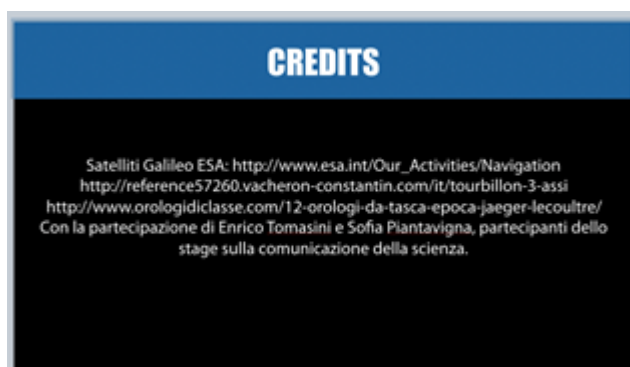 CREDITS
Satelliti Galileo ESA: http://www.esa.int/Our_Activities/Navigation
http://reference57260.vacheron-constantin.com/it/tourbillon-3-assi
http://www.orologidiclasse.com/12-orologi-da-tasca-epoca-jaeger-lecoultre/
Con la partecipazione di Enrico Tomasini e Sofia Piantavigna, partecipanti dello
stage sulla comunicazione della scienza.